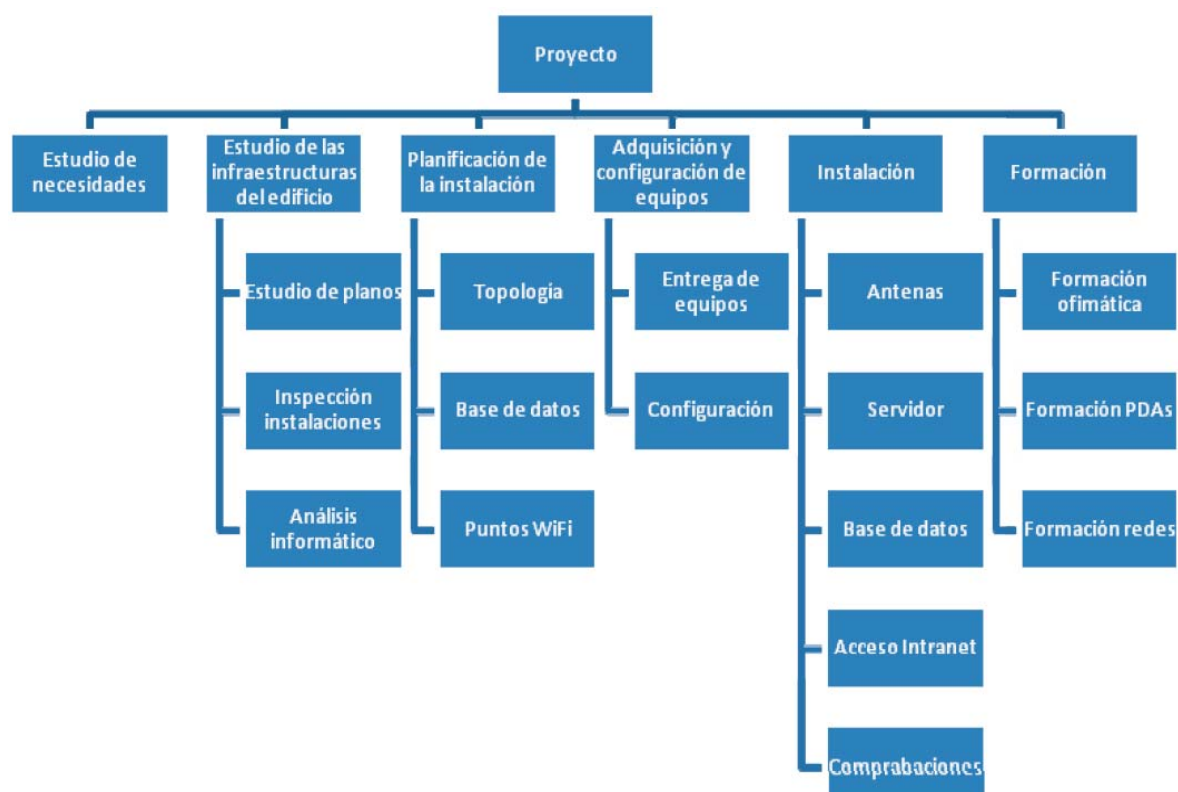 Proyecto
Estudio de
necesidades
Estudio de las
infraestructuras
del edificio
Planificación de
la instalación
Adquisición y
configuración de
equipos
Instalación
Formación
Estudio de planos
Inspección
instalaciones
Análisis
informático
Topología
Base de datos
Puntos WiFi
Entrega de
equipos
Configuración
Antenas
Servidor
Base de datos
Acceso Intranet
Comprobaciones
Formación
ofimática
Formación PDAs
Formación redes